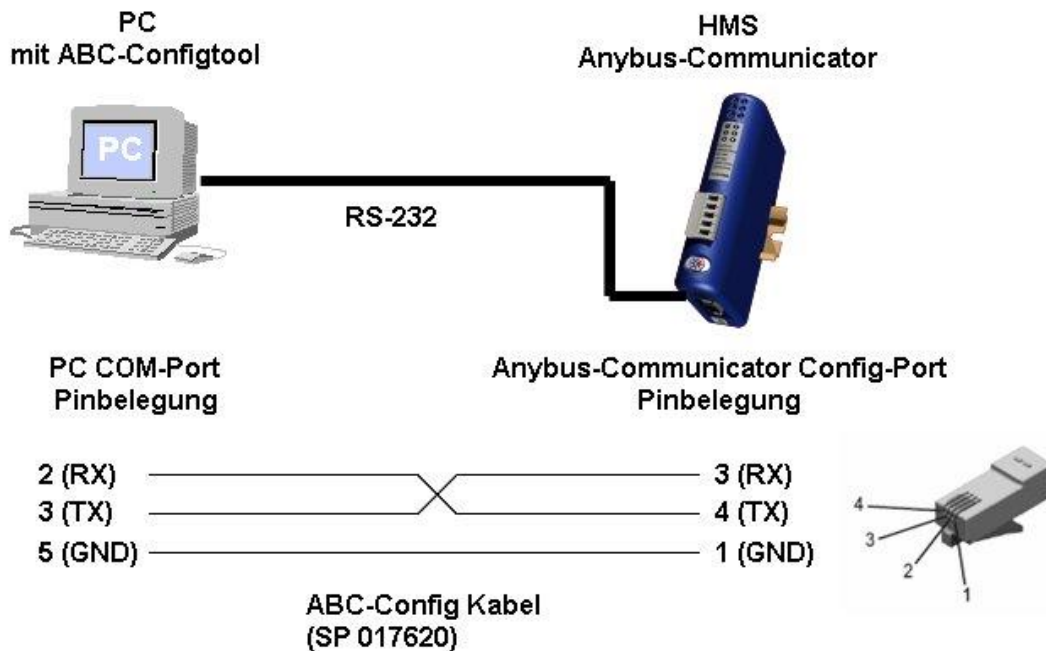 PC
mit ABC-Configtool
HMS
Anybus-Communicator
PC
RS-232
PC COM-Port
Pinbelegung
Anybus-Communicator Config-Port
Pinbelegung
2 (RX)
3 (RX)
3 (TX)
4 (TX)
5 (GND)
1 (GND)
4
3
2
1
ABC-Config Kabel
(SP 017620)